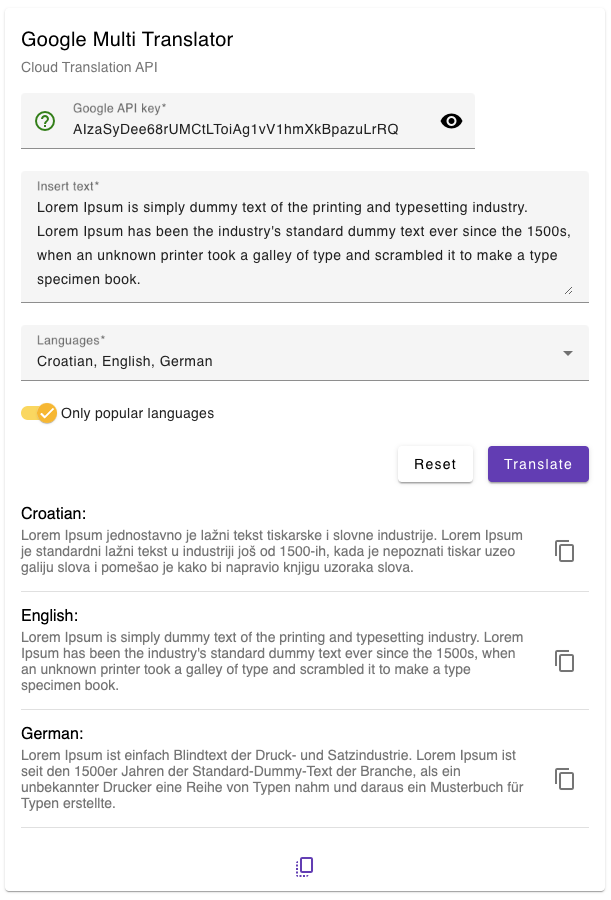 Google Multi Translator
Cloud Translation API
Google API key*
AIzaSyDee68rUMCtLToiAg1vV1hmXkBpazuLrRQ
Insert text*
Lorem Ipsum is simply dummy text of the printing and typesetting industry.
Lorem Ipsum has been the industry's standard dummy text ever since the 1500s,
when an unknown printer took a galley of type and scrambled it to make a type
specimen book.
Languages*
Croatian, English, German
Only popular languages
Reset
Translate
Croatian:
Lorem Ipsum jednostavno je lažni tekst tiskarske i slovne industrije. Lorem Ipsum
je standardni lažni tekst u industriji još od 1500-ih, kada je nepoznati tiskar uzeo
galiju slova i pomešao je kako bi napravio knjigu uzoraka slova.
English:
Lorem Ipsum is simply dummy text of the printing and typesetting industry. Lorem
Ipsum has been the industry's standard dummy text ever since the 1500s, when
an unknown printer took a galley of type and scrambled it to make a type
specimen book.
German:
Lorem Ipsum ist einfach Blindtext der Druck- und Satzindustrie. Lorem Ipsum ist
seit den 1500er Jahren der Standard-Dummy-Text der Branche, als ein
unbekannter Drucker eine Reihe von Typen nahm und daraus ein Musterbuch für
Typen erstellte.